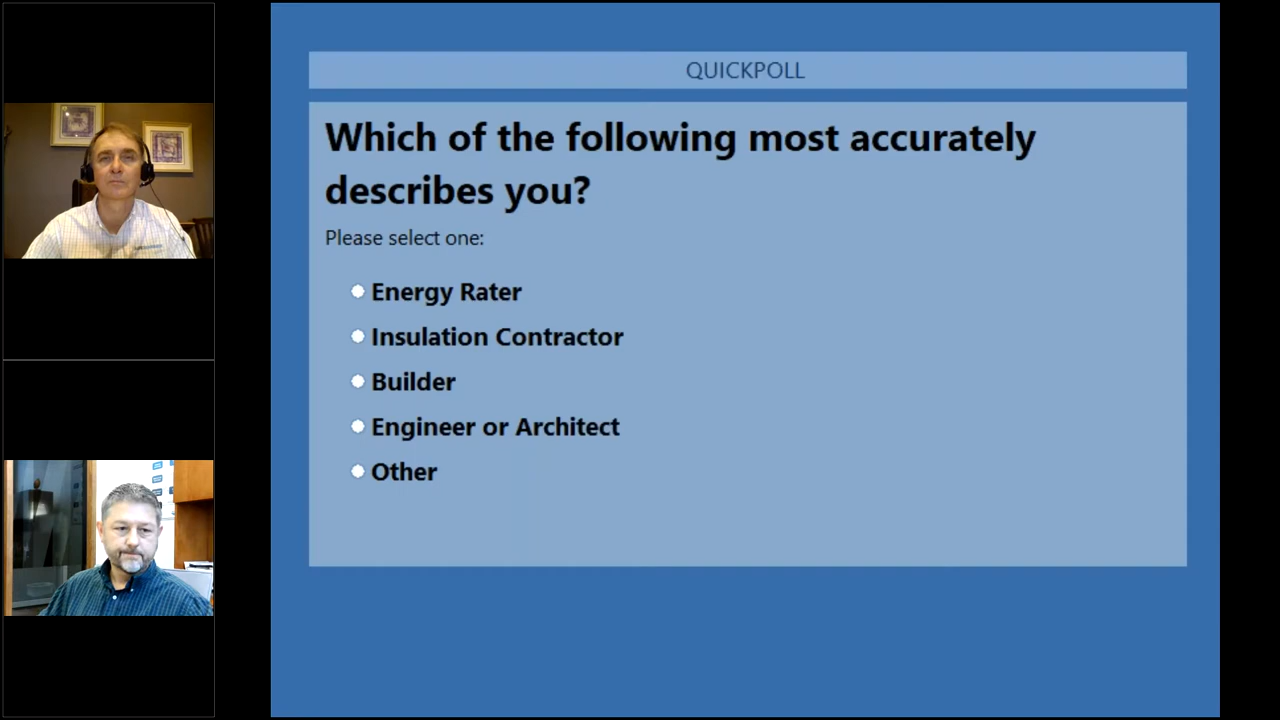 QUICKPOLL
Which of the following most accurately
describes you?
Please select one:
Energy Rater
Insulation Contractor
Builder
Engineer or Architect
Other